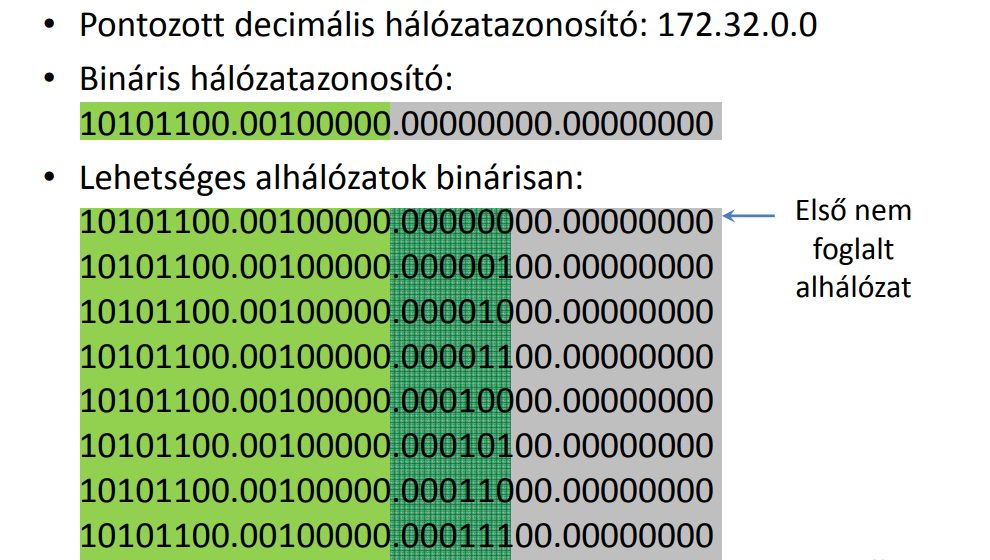 • Pontozott decimális hálózatazonosító: 172.32.0.0
• Bináris hálózatazonosító:
10101100.00100000.00000000.00000000
• Lehetséges alhálózatok binárisan:
10101100.00100000.00000000.00000000
10101100.00100000.00000100.00000000
10101100.00100000.00001000.00000000
10101100.00100000.00001100.00000000
10101100.00100000.00010000.00000000
10101100.00100000.00010100.00000000
10101100.00100000.00011000.00000000
10101100.00100000.00011100.00000000
Első nem
foglalt
alhálózat